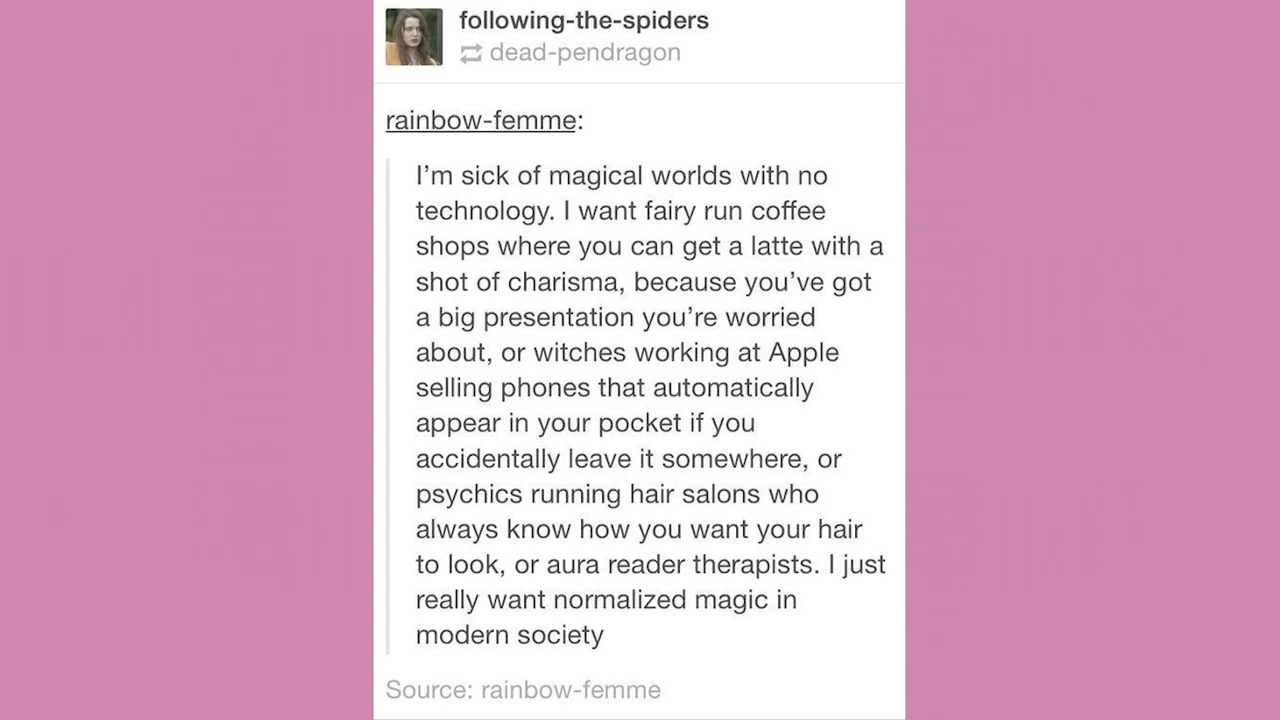 following-the-spiders
dead-pendragon
rainbow-femme:
I’m sick of magical worlds with no
technology. I want fairy run coffee
shops where you can get a latte with a
shot of charisma, because you’ve got
a big presentation you’re worried
about, or witches working at Apple
selling phones that automatically
appear in your pocket if you
accidentally leave it somewhere, or
psychics running hair salons who
always know how you want your hair
to look, or aura reader therapists. I just
really want normalized magic in
modern society
Source: rainbow-femme